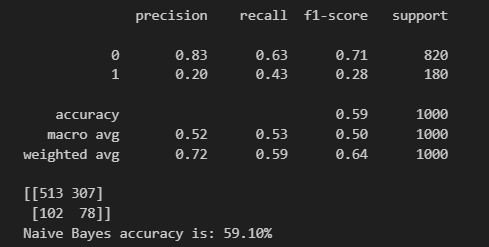 precision recall f1-score support
0 0.83 0.63 0.71 820
1 0.20 0.43 0.28 180
accuracy 0.59 1000
macro avg 0.52 0.53 0.50 1000
weighted avg 0.72 0.59 0.64 1000
[[513 307]
[102 78]]
Naive Bayes accuracy is: 59.10%